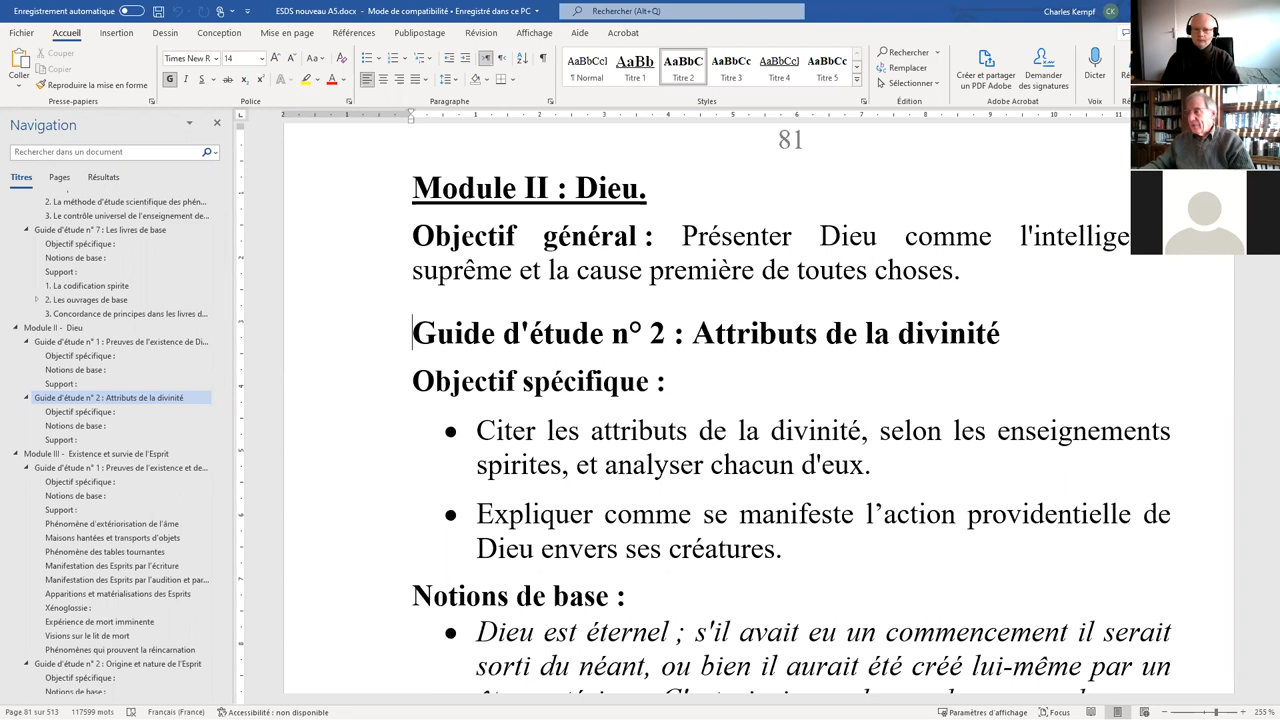 Enregistrement automatique
ESDS nouveau A5.docx - Mode de compatibilité • Enregistré dans ce PC
Rechercher (Alt+Q)
Charles Kempf CK
Fichier Accueil Insertion Dessin Conception Mise en page Références Publipostage Révision Affichage Aide Acrobat
Coller
Couper
Copier
Reproduire la mise en forme
Presse-papiers
Times New R 14
G I S ab x₂ x²
Police
Paragraphe
AaBbCcI AaBb AaBbC AaBbCc AaBbCcI AaBbCc
¶ Normal Titre 1 Titre 2 Titre 3 Titre 4 Titre 5
Styles
Rechercher
Remplacer
Sélectionner
Édition
Créer et partager un PDF Adobe
Demander des signatures
Adobe Acrobat
Dicter
Voix
Navigation
Rechercher dans un document
Titres Pages Résultats
2. La méthode d'étude scientifique des phén...
3. Le contrôle universel de l'enseignement de...
Guide d'étude n° 7 : Les livres de base
Objectif spécifique :
Notions de base :
Support :
1. La codification spirite
2. Les ouvrages de base
3. Concordance de principes dans les livres d...
Module II - Dieu
Guide d'étude n° 1 : Preuves de l'existence de Di...
Objectif spécifique :
Notions de base :
Support :
Guide d'étude n° 2 : Attributs de la divinité
Objectif spécifique :
Notions de base :
Support :
Module III - Existence et survie de l'Esprit
Guide d'étude n° 1 : Preuves de l'existence et de...
Objectif spécifique :
Notions de base :
Support :
Phénomène d'extériorisation de l'âme
Maisons hantées et transports d'objets
Phénomène des tables tournantes
Manifestation des Esprits par l'écriture
Manifestation des Esprits par l'audition et par...
Apparitions et matérialisations des Esprits
Xénoglossie :
Expérience de mort imminente
Visions sur le lit de mort
Phénomènes qui prouvent la réincarnation
Guide d'étude n° 2 : Origine et nature de l'Esprit
Objectif spécifique :
Notions de base :
81
Module II : Dieu.
Objectif général : Présenter Dieu comme l'intellige
suprême et la cause première de toutes choses.
Guide d'étude n° 2 : Attributs de la divinité
Objectif spécifique :
• Citer les attributs de la divinité, selon les enseignements
spirites, et analyser chacun d'eux.
• Expliquer comme se manifeste l’action providentielle de
Dieu envers ses créatures.
Notions de base :
• Dieu est éternel ; s'il avait eu un commencement il serait
sorti du néant, ou bien il aurait été créé lui-même par un
Page 81 sur 513 117599 mots Français (France) Accessibilité : non disponible
Paramètres d'affichage Focus 255 %